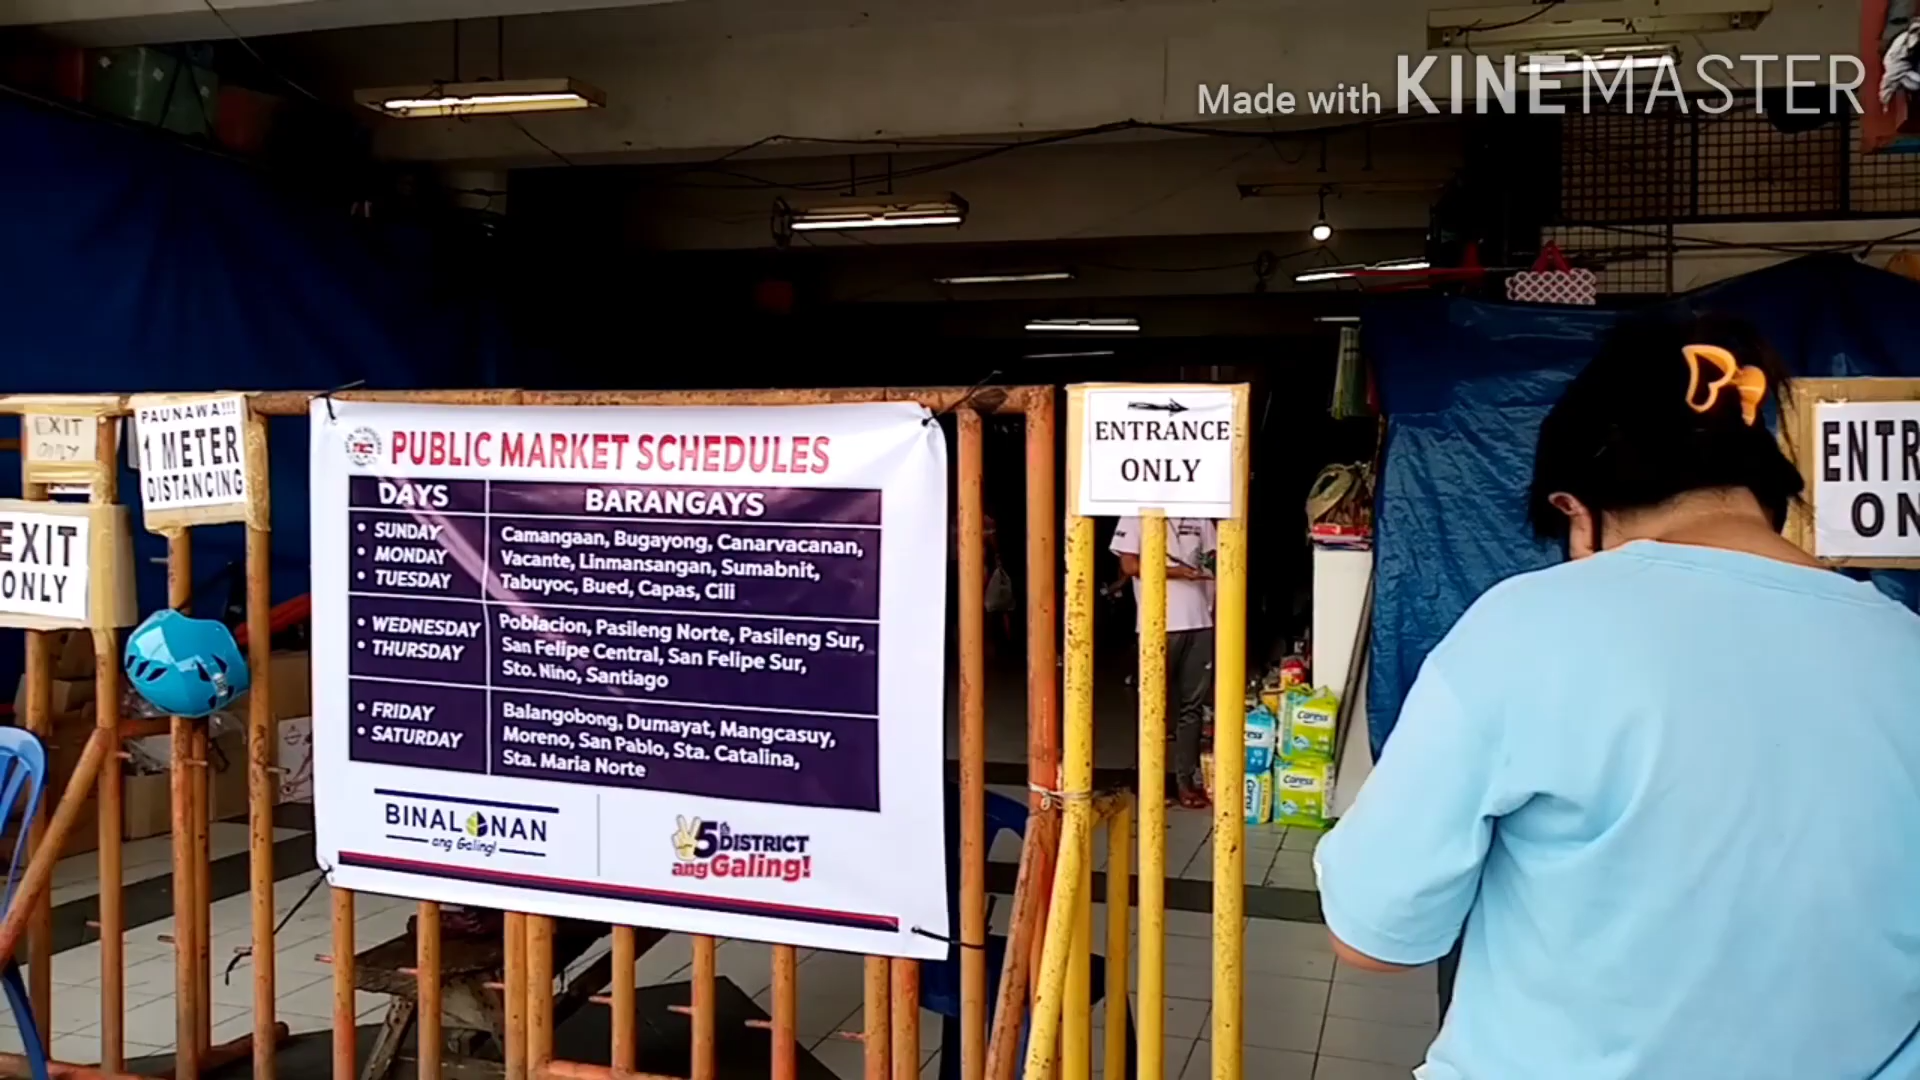 Made with KINEMASTER
EXIT
ONLY
PAUNAWA!!!
1 METER
DISTANCING
EXIT
ONLY
PUBLIC MARKET SCHEDULES
DAYS
BARANGAYS
• SUNDAY
• MONDAY
• TUESDAY
Camangaan, Bugayong, Canarvacanan,
Vacante, Linmansangan, Sumabnit,
Tabuyoc, Bued, Capas, Cili
• WEDNESDAY
• THURSDAY
Poblacion, Pasileng Norte, Pasileng Sur,
San Felipe Central, San Felipe Sur,
Sto. Niño, Santiago
• FRIDAY
• SATURDAY
Balangobong, Dumayat, Mangcasuy,
Moreno, San Pablo, Sta. Catalina,
Sta. Maria Norte
BINALONAN
ang Galing!
5th DISTRICT
ang Galing!
ENTRANCE
ONLY
ENTR
ON
Caress
Caress